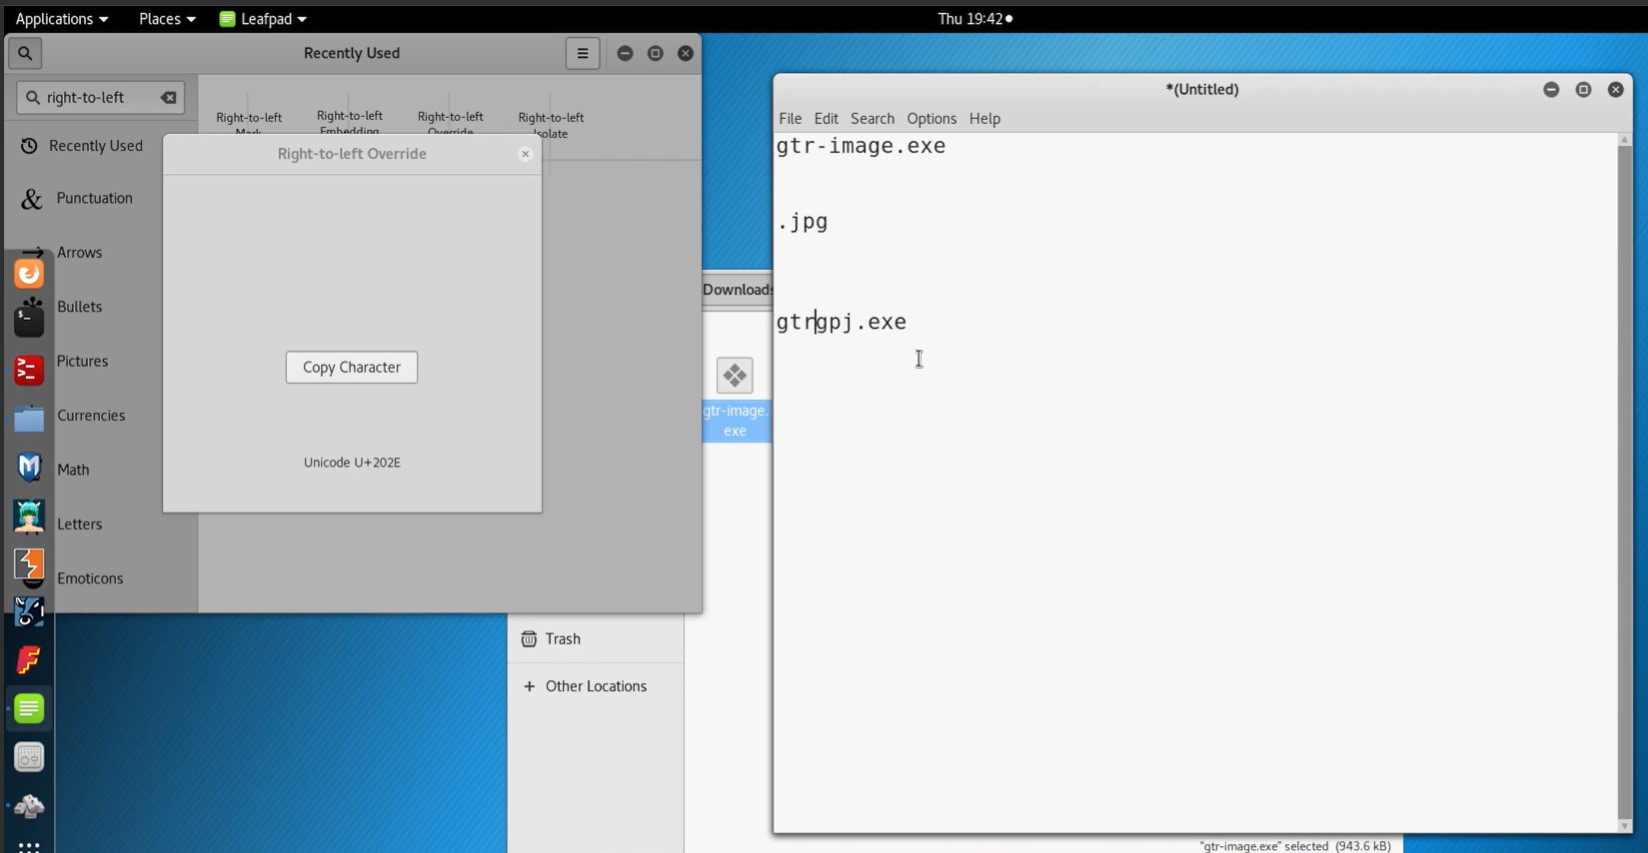 Applications Places Leafpad Thu 19:42
Recently Used
right-to-left
Right-to-left Mark Right-to-left Embedding Right-to-left Override Right-to-left Isolate
Recently Used
Punctuation
Arrows
Bullets
Pictures
Currencies
Math
Letters
Emoticons
Right-to-left Override
Copy Character
Unicode U+202E
Downloads
gtr-image.
exe
Trash
+ Other Locations
"gtr-image.exe" selected (943.6 kB)
*(Untitled)
File Edit Search Options Help
gtr-image.exe
.jpg
gtrgpj.exe